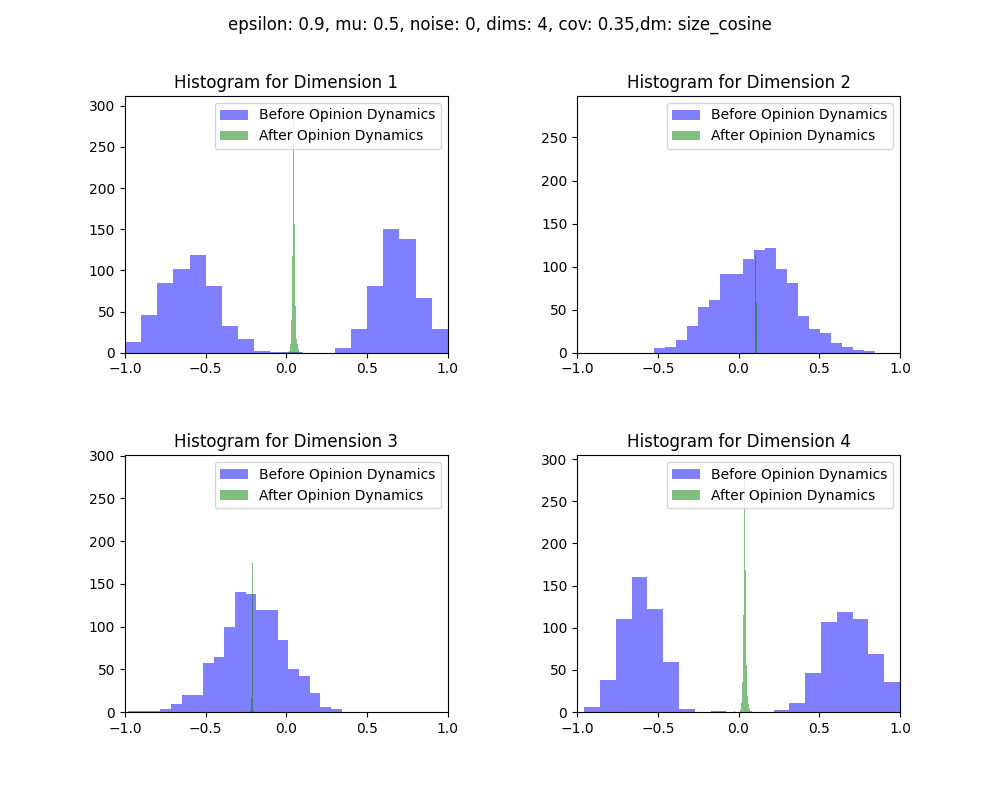 epsilon: 0.9, mu: 0.5, noise: 0, dims: 4, cov: 0.35,dm: size_cosine
Histogram for Dimension 1
Before Opinion Dynamics
After Opinion Dynamics
300
250
200
150
100
50
0
−1.0 −0.5 0.0 0.5 1.0
Histogram for Dimension 2
Before Opinion Dynamics
After Opinion Dynamics
250
200
150
100
50
0
−1.0 −0.5 0.0 0.5 1.0
Histogram for Dimension 3
Before Opinion Dynamics
After Opinion Dynamics
300
250
200
150
100
50
0
−1.0 −0.5 0.0 0.5 1.0
Histogram for Dimension 4
Before Opinion Dynamics
After Opinion Dynamics
300
250
200
150
100
50
0
−1.0 −0.5 0.0 0.5 1.0